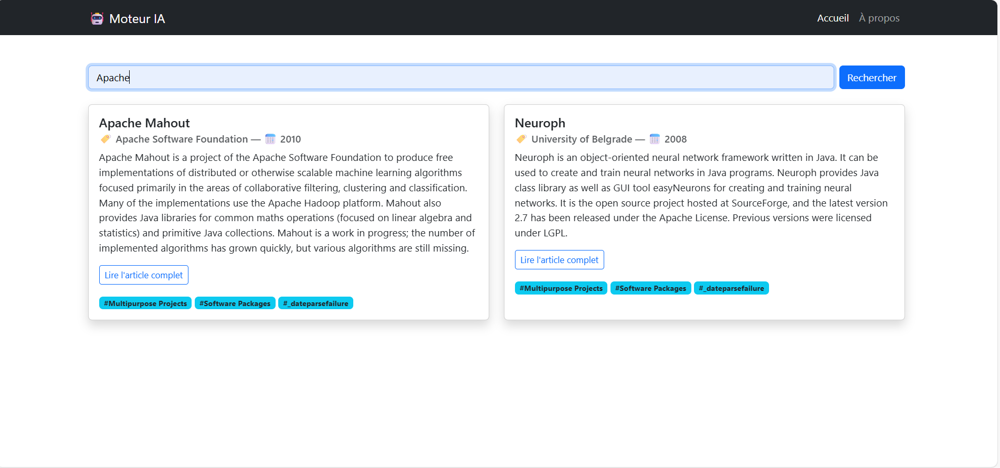 Moteur IA
Accueil À propos
Apache
Rechercher
Apache Mahout
Apache Software Foundation — 2010
Apache Mahout is a project of the Apache Software Foundation to produce free
implementations of distributed or otherwise scalable machine learning algorithms
focused primarily in the areas of collaborative filtering, clustering and classification.
Many of the implementations use the Apache Hadoop platform. Mahout also
provides Java libraries for common maths operations (focused on linear algebra and
statistics) and primitive Java collections. Mahout is a work in progress; the number of
implemented algorithms has grown quickly, but various algorithms are still missing.
Lire l'article complet
#Multipurpose Projects #Software Packages #_dateparsefailure
Neuroph
University of Belgrade — 2008
Neuroph is an object-oriented neural network framework written in Java. It can be
used to create and train neural networks in Java programs. Neuroph provides Java
class library as well as GUI tool easyNeurons for creating and training neural
networks. It is the open source project hosted at SourceForge, and the latest version
2.7 has been released under the Apache License. Previous versions were licensed
under LGPL.
Lire l'article complet
#Multipurpose Projects #Software Packages #_dateparsefailure